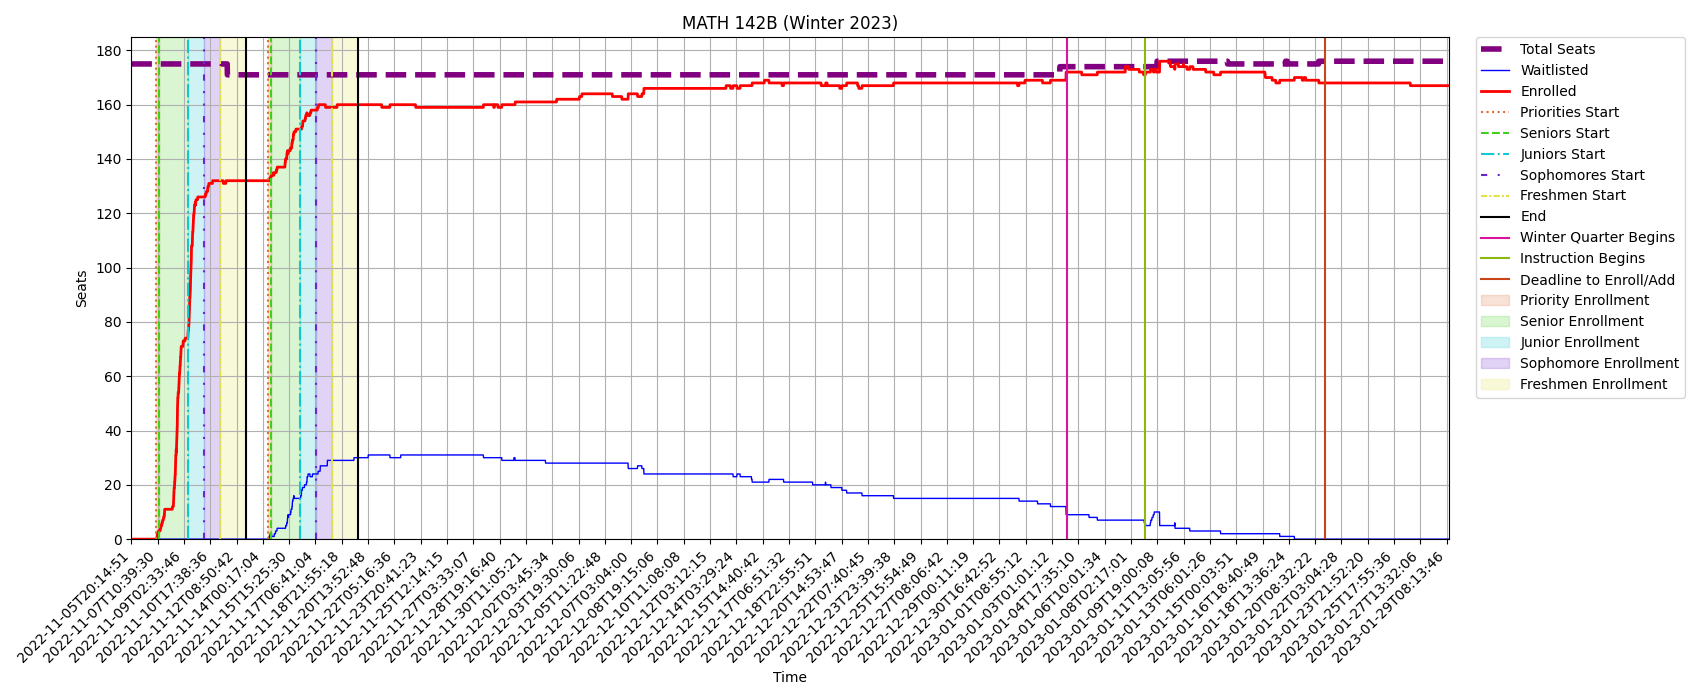 MATH 142B (Winter 2023)
Seats
180
160
140
120
100
80
60
40
20
0
2022-11-05T20:14:51
2022-11-07T10:39:30
2022-11-09T02:33:46
2022-11-10T17:38:36
2022-11-12T08:50:42
2022-11-14T00:17:04
2022-11-15T15:25:30
2022-11-17T06:41:04
2022-11-18T21:55:18
2022-11-20T13:52:48
2022-11-22T05:16:36
2022-11-23T20:41:23
2022-11-25T12:14:15
2022-11-27T03:33:07
2022-11-28T19:16:40
2022-11-30T11:05:21
2022-12-02T03:45:34
2022-12-03T19:30:06
2022-12-05T11:22:48
2022-12-07T03:04:00
2022-12-08T19:15:06
2022-12-10T11:08:08
2022-12-12T03:12:15
2022-12-14T03:29:24
2022-12-15T14:40:42
2022-12-17T06:51:32
2022-12-18T22:55:51
2022-12-20T14:53:47
2022-12-22T07:40:45
2022-12-23T23:39:38
2022-12-25T15:54:49
2022-12-27T08:06:42
2022-12-29T00:11:19
2022-12-30T16:42:52
2023-01-01T08:55:12
2023-01-03T01:01:12
2023-01-04T17:35:10
2023-01-06T10:01:34
2023-01-08T02:17:01
2023-01-09T19:00:08
2023-01-11T13:05:56
2023-01-13T06:01:26
2023-01-15T00:03:51
2023-01-16T18:40:49
2023-01-18T13:36:24
2023-01-20T08:32:22
2023-01-22T03:04:28
2023-01-23T21:52:20
2023-01-25T17:55:36
2023-01-27T13:32:06
2023-01-29T08:13:46
Time
Total Seats
Waitlisted
Enrolled
Priorities Start
Seniors Start
Juniors Start
Sophomores Start
Freshmen Start
End
Winter Quarter Begins
Instruction Begins
Deadline to Enroll/Add
Priority Enrollment
Senior Enrollment
Junior Enrollment
Sophomore Enrollment
Freshmen Enrollment